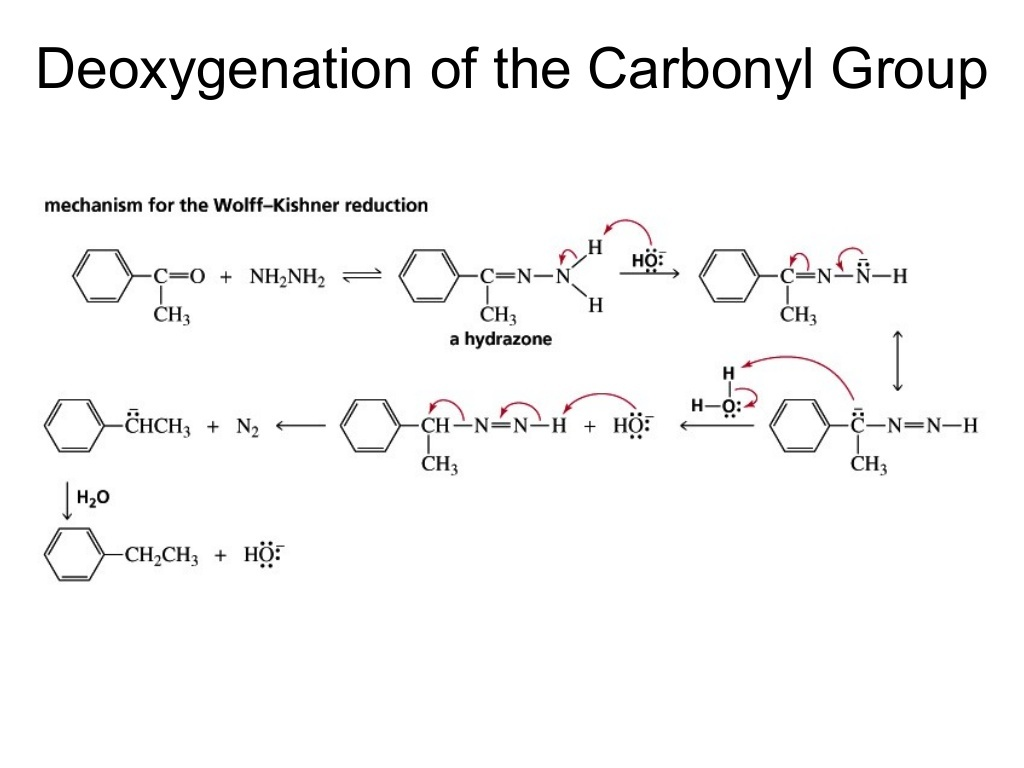 Deoxygenation of the Carbonyl Group
mechanism for the Wolff–Kishner reduction
C=O + NH₂NH₂ ⇌ C=N—N H H HÖ:⁻ → C=N—N̈⁻—H
CH₃ CH₃ CH₃
a hydrazone
H
H—Ö:
C̈HCH₃⁻ + N₂ ← CH—N=N—H + HÖ:⁻ ← C̈⁻—N=N—H
CH₃ CH₃
↓ H₂O
CH₂CH₃ + HÖ:⁻